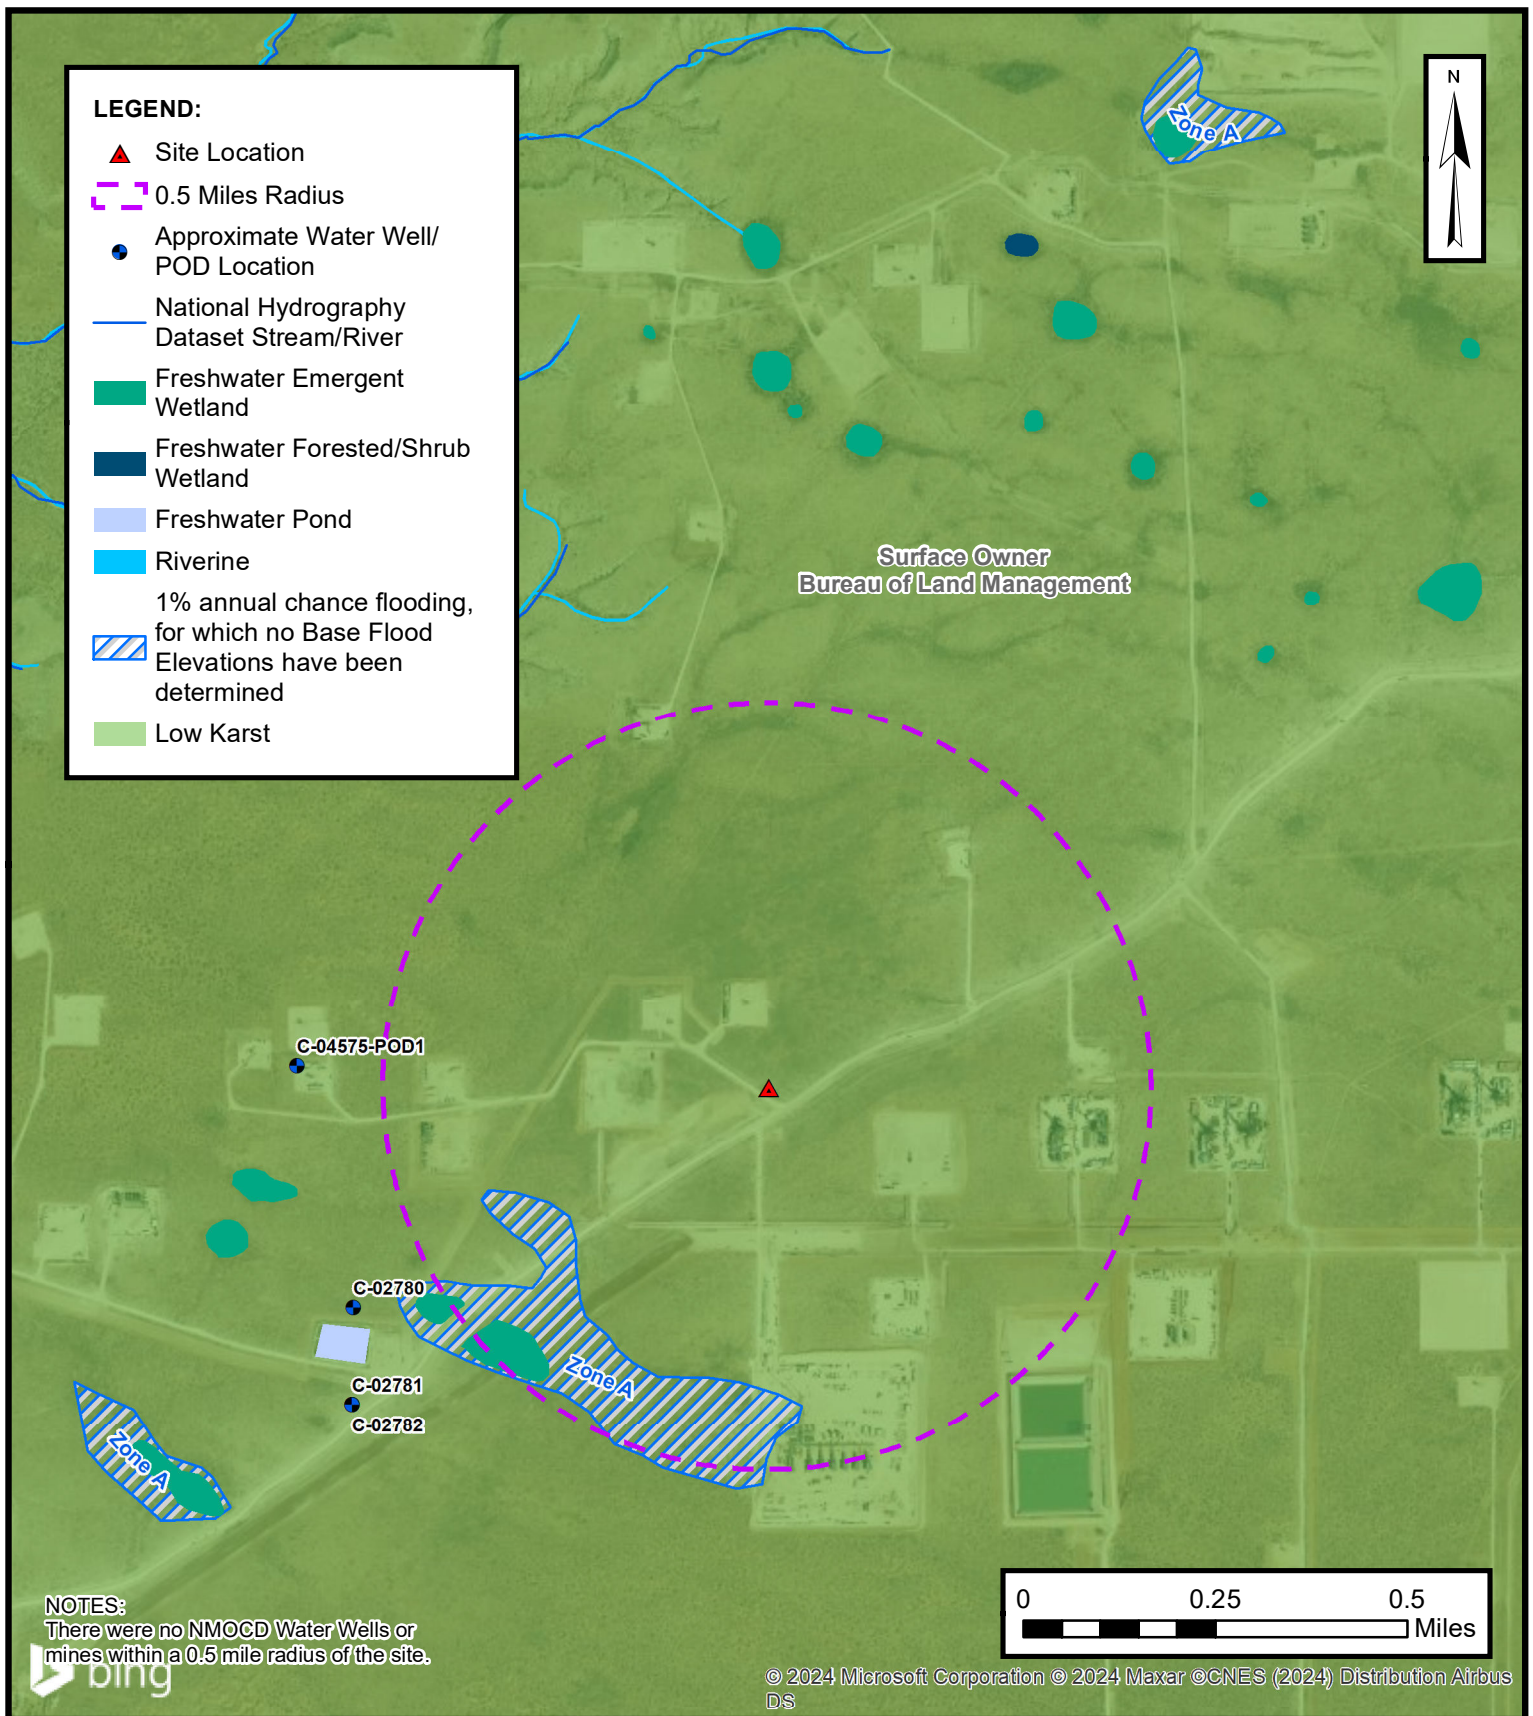 LEGEND:
Site Location
0.5 Miles Radius
Approximate Water Well/
POD Location
National Hydrography
Dataset Stream/River
Freshwater Emergent
Wetland
Freshwater Forested/Shrub
Wetland
Freshwater Pond
Riverine
1% annual chance flooding,
for which no Base Flood
Elevations have been
determined
Low Karst
N
Zone A
Surface Owner
Bureau of Land Management
C-04575-POD1
C-02780
C-02781
C-02782
Zone A
Zone A
NOTES:
There were no NMOCD Water Wells or
mines within a 0.5 mile radius of the site.
bing
0 0.25 0.5
Miles
© 2024 Microsoft Corporation © 2024 Maxar ©CNES (2024) Distribution Airbus
DS